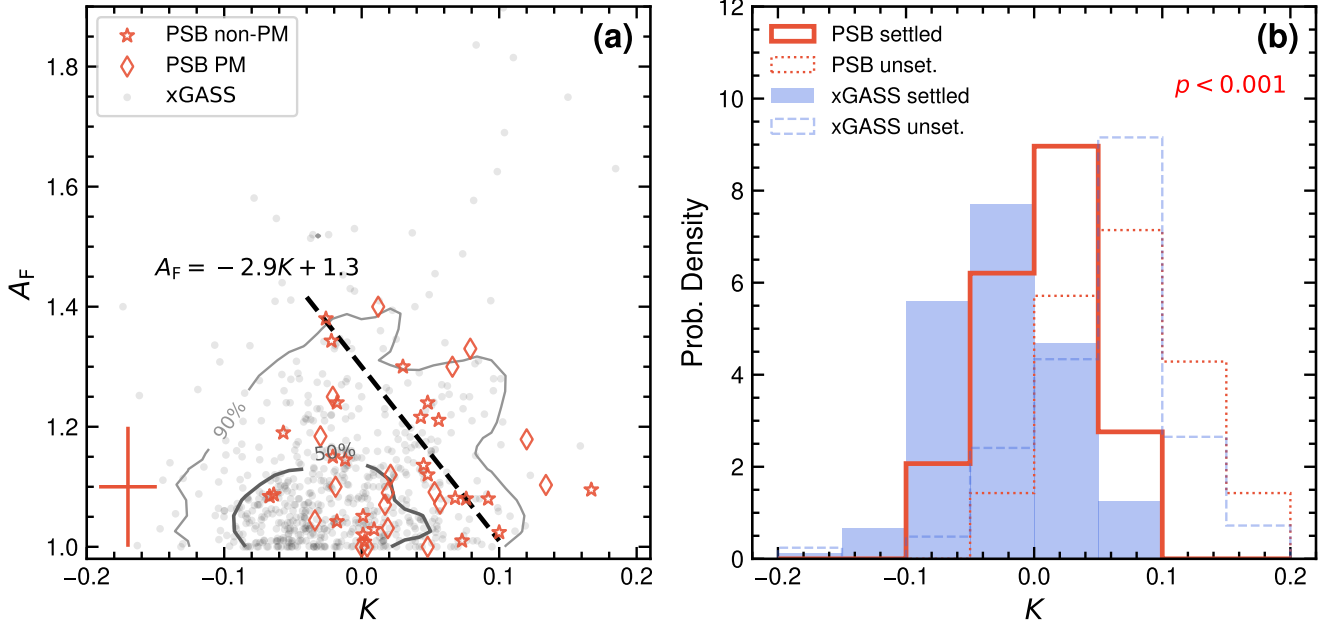 (a)
PSB non-PM
PSB PM
xGASS
A_F = −2.9K + 1.3
90%
50%
1.8
1.6
1.4
1.2
1.0
A_F
−0.2
−0.1
0.0
0.1
0.2
K
(b)
PSB settled
PSB unset.
xGASS settled
xGASS unset.
p < 0.001
12
10
8
6
4
2
0
Prob. Density
−0.2
−0.1
0.0
0.1
0.2
K